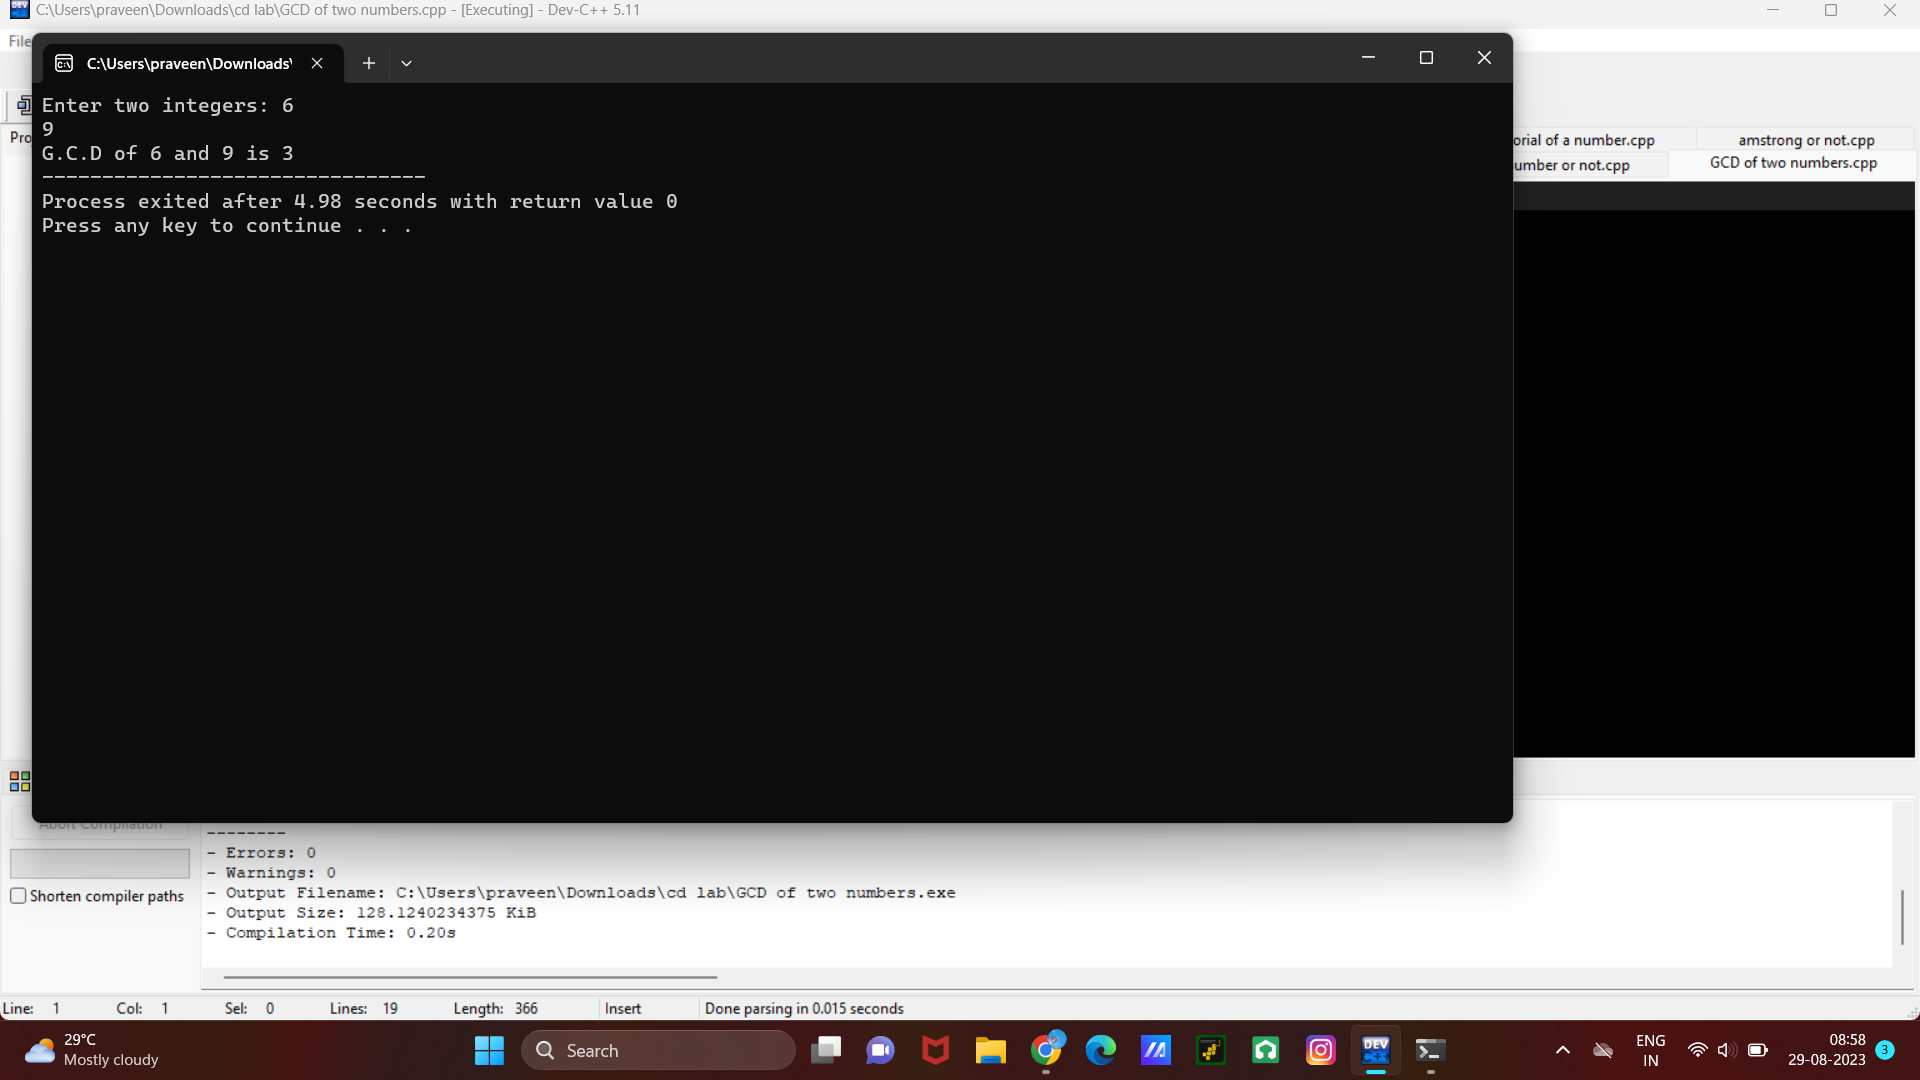 C:\Users\praveen\Downloads\cd lab\GCD of two numbers.cpp - [Executing] - Dev-C++ 5.11
File
C:\Users\praveen\Downloads\
Enter two integers: 6
9
G.C.D of 6 and 9 is 3
--------------------------------
Process exited after 4.98 seconds with return value 0
Press any key to continue . . .
Pro
orial of a number.cpp
amstrong or not.cpp
umber or not.cpp
GCD of two numbers.cpp
Abort Compilation
Shorten compiler paths
--------
- Errors: 0
- Warnings: 0
- Output Filename: C:\Users\praveen\Downloads\cd lab\GCD of two numbers.exe
- Output Size: 128.1240234375 KiB
- Compilation Time: 0.20s
Line: 1 Col: 1 Sel: 0 Lines: 19 Length: 366 Insert Done parsing in 0.015 seconds
29°C
Mostly cloudy
Search
DEV
C++
ENG
IN
08:58
29-08-2023
3